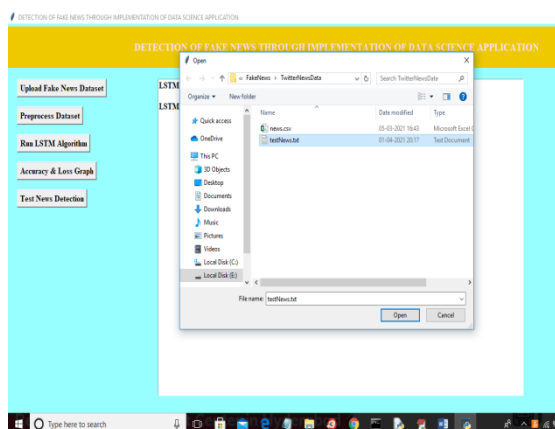 DETECTION OF FAKE NEWS THROUGH IMPLEMENTATION OF DATA SCIENCE APPLICATION
DETECTION OF FAKE NEWS THROUGH IMPLEMENTATION OF DATA SCIENCE APPLICATION
Upload Fake News Dataset
Preprocess Dataset
Run LSTM Algorithm
Accuracy & Loss Graph
Test News Detection
LSTM
LSTM
Open
« FakeNews › TwitterNewsData
Search TwitterNewsData
Organize
New folder
Name Date modified Type
Quick access
OneDrive
This PC
3D Objects
Desktop
Documents
Downloads
Music
Pictures
Videos
Local Disk (C:)
Local Disk (E:)
news.csv 05-03-2021 16:43 Microsoft Excel C
testNews.txt 01-04-2021 20:17 Text Document
File name: testNews.txt
Open Cancel
Type here to search